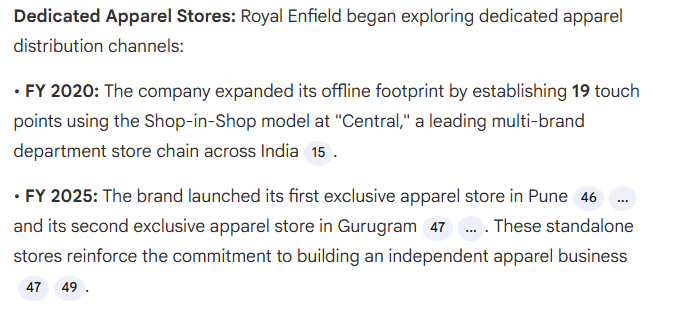 Dedicated Apparel Stores: Royal Enfield began exploring dedicated apparel
distribution channels:
• FY 2020: The company expanded its offline footprint by establishing 19 touch
points using the Shop-in-Shop model at "Central," a leading multi-brand
department store chain across India 15 .
• FY 2025: The brand launched its first exclusive apparel store in Pune 46 ...
and its second exclusive apparel store in Gurugram 47 ... . These standalone
stores reinforce the commitment to building an independent apparel business
47 49 .